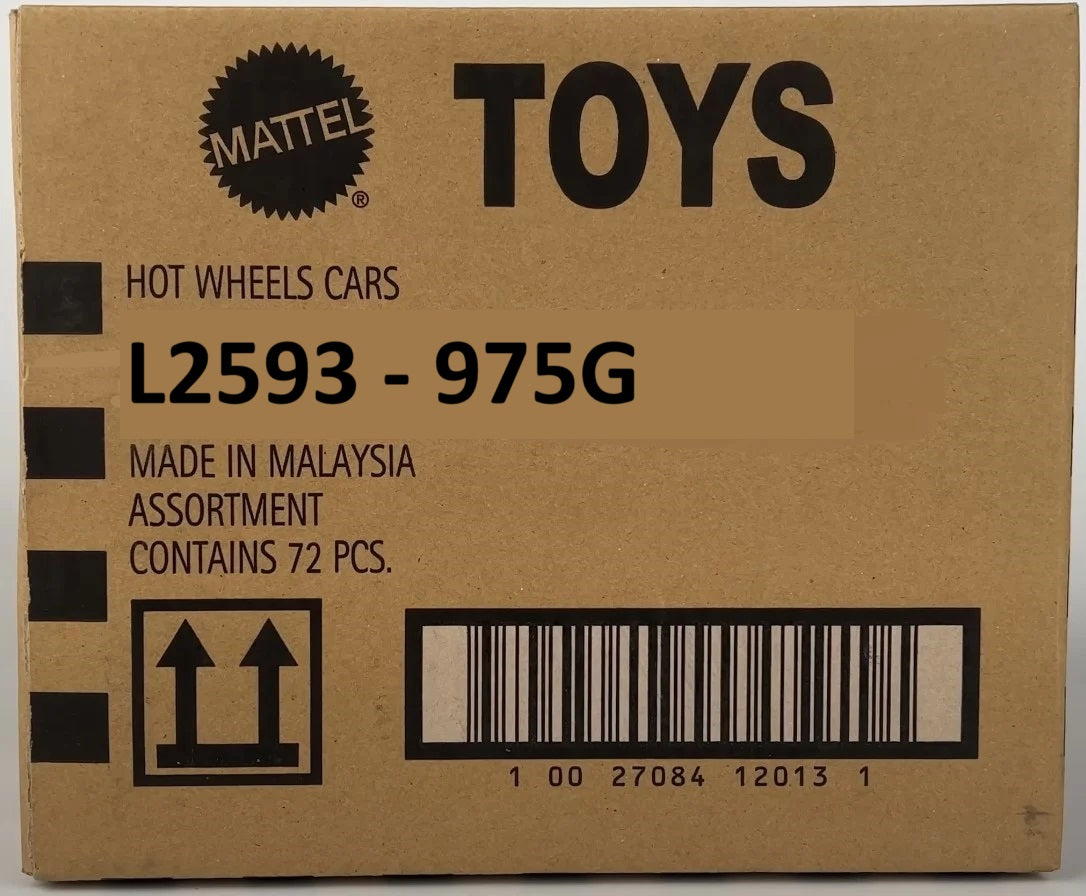 MATTEL
®
TOYS
HOT WHEELS CARS
L2593 - 975G
MADE IN MALAYSIA
ASSORTMENT
CONTAINS 72 PCS.
1 00 27084 12013 1